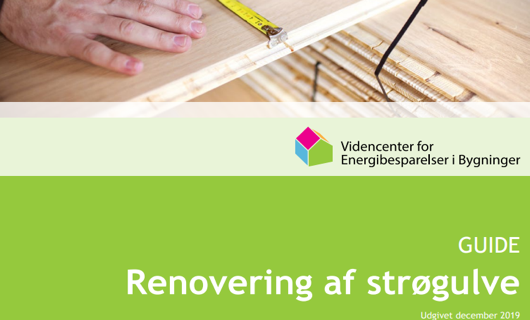 Videncenter for
Energibesparelser i Bygninger
GUIDE
Renovering af strøgulve
Udgivet december 2019